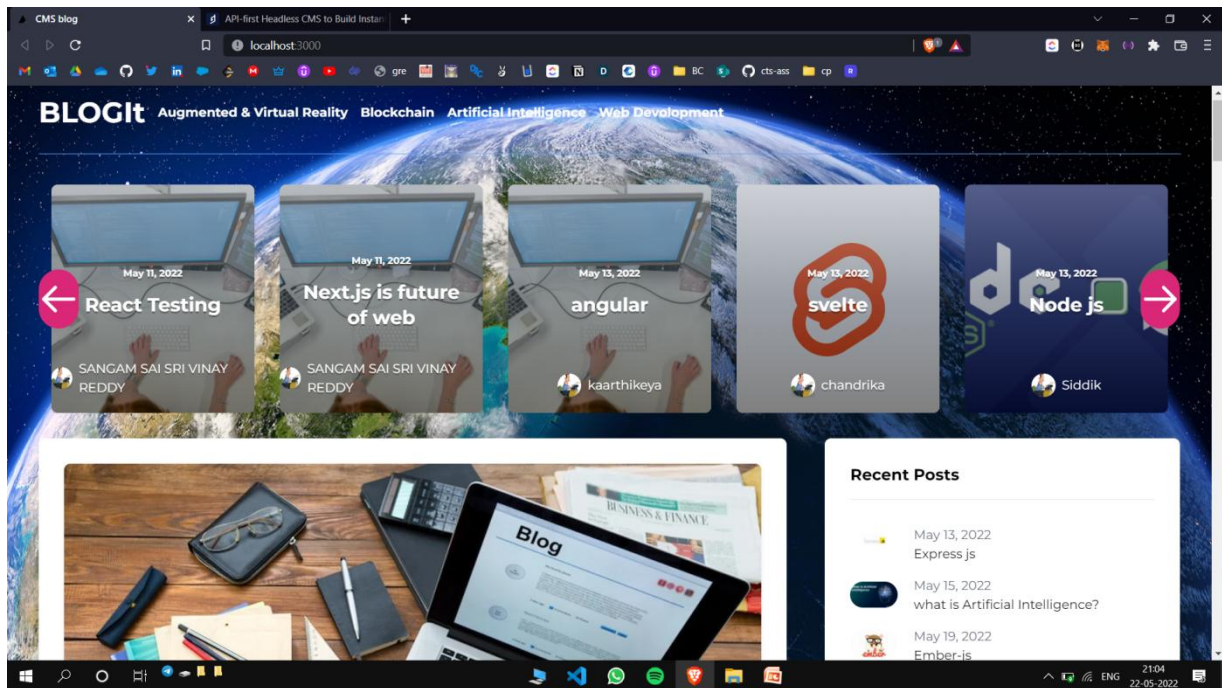 CMS blog
API-first Headless CMS to Build Instan
localhost:3000
gre
BC
cts-ass
cp
BLOGIt
Augmented & Virtual Reality Blockchain Artificial Intelligence Web Devolopment
May 11, 2022
React Testing
SANGAM SAI SRI VINAY
REDDY
May 11, 2022
Next.js is future
of web
SANGAM SAI SRI VINAY
REDDY
May 13, 2022
angular
kaarthikeya
May 13, 2022
svelte
chandrika
May 13, 2022
Node js
Siddik
BUSINESS & FINANCE
Blog
Recent Posts
May 13, 2022
Express js
May 15, 2022
what is Artificial Intelligence?
May 19, 2022
Ember-js
ENG
21:04
22-05-2022